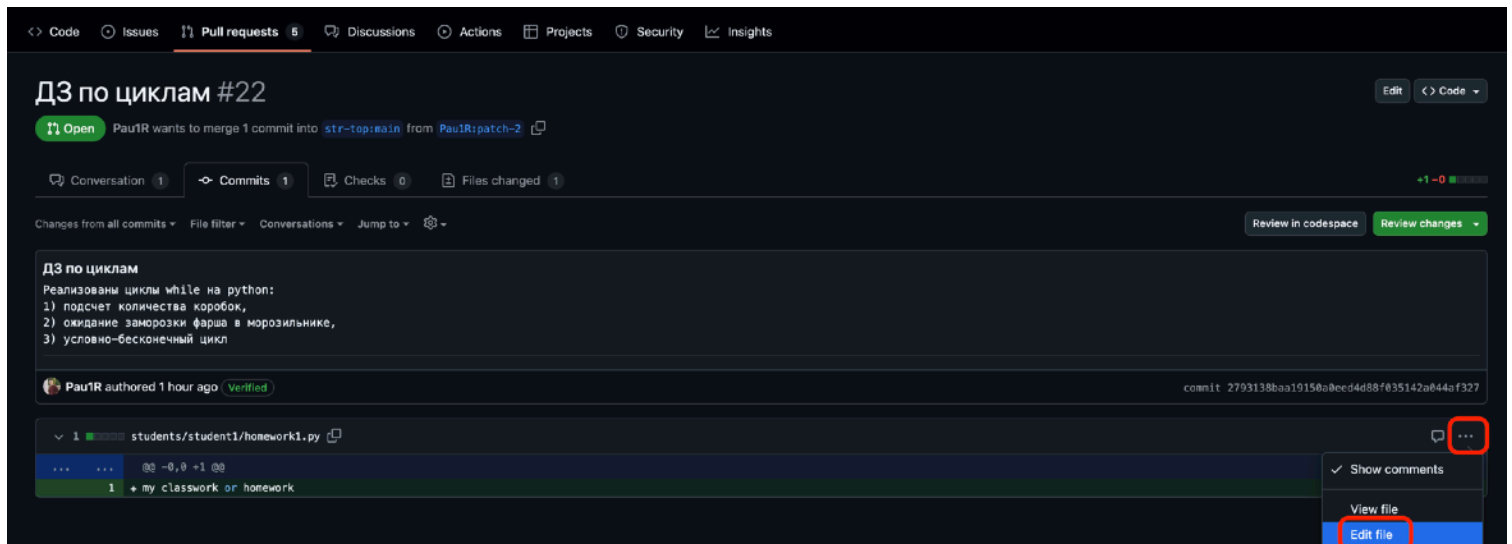 Code Issues Pull requests 5 Discussions Actions Projects Security Insights
ДЗ по циклам #22
Edit Code
Open Pau1R wants to merge 1 commit into str-top:main from Pau1R:patch-2
Conversation 1 Commits 1 Checks 0 Files changed 1
+1 −0
Changes from all commits File filter Conversations Jump to
Review in codespace Review changes
ДЗ по циклам
Реализованы циклы while на python:
1) подсчет количества коробок,
2) ожидание заморозки фарша в морозильнике,
3) условно-бесконечный цикл
Pau1R authored 1 hour ago Verified
commit 2793138baa19150a0eed4d88f035142a044af327
1 students/student1/homework1.py
... ... @@ -0,0 +1 @@
1 + my classwork or homework
Show comments
View file
Edit file